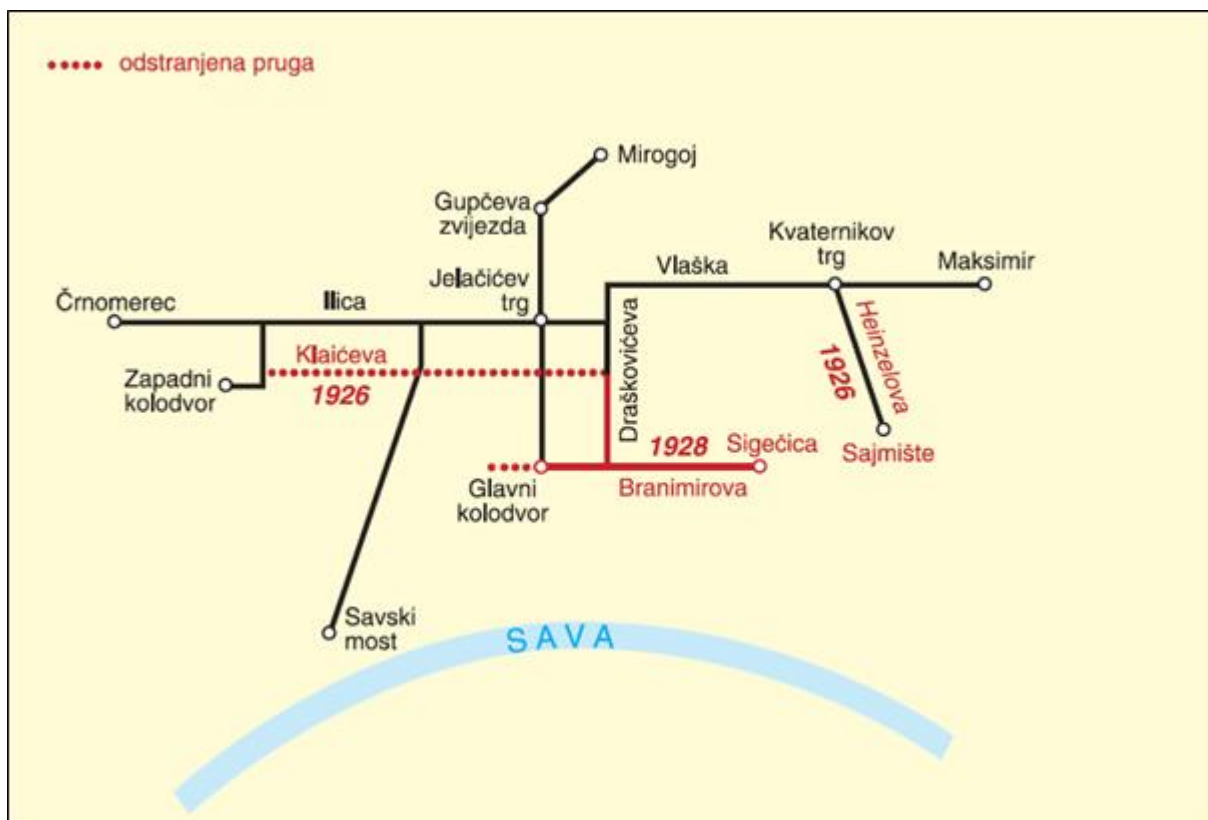 odstranjena pruga
Mirogoj
Gupčeva
zvijezda
Kvaternikov
trg
Vlaška
Maksimir
Jelačićev
trg
Črnomerec
Ilica
Heinzelova
Klaićeva
1926
Zapadni
kolodvor
Draškovićeva
1926
1928
Sigečica
Sajmište
Glavni
kolodvor
Branimirova
Savski
most
SAVA